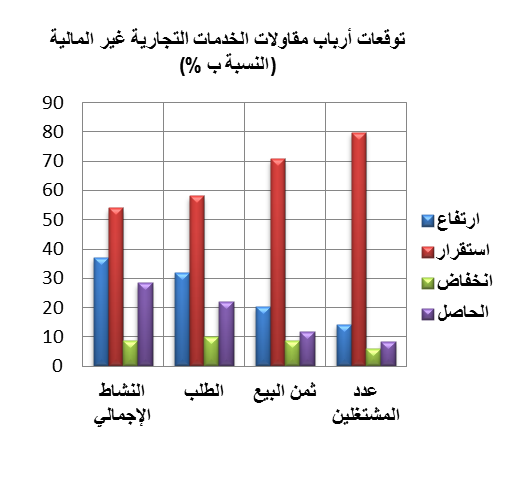 توقعات أرباب مقاولات الخدمات التجارية غير المالية
(النسبة ب %)
90
80
70
60
50
40
30
20
10
0
النشاط
الإجمالي
الطلب
ثمن البيع
عدد
المشتغلين
ارتفاع
استقرار
انخفاض
الحاصل